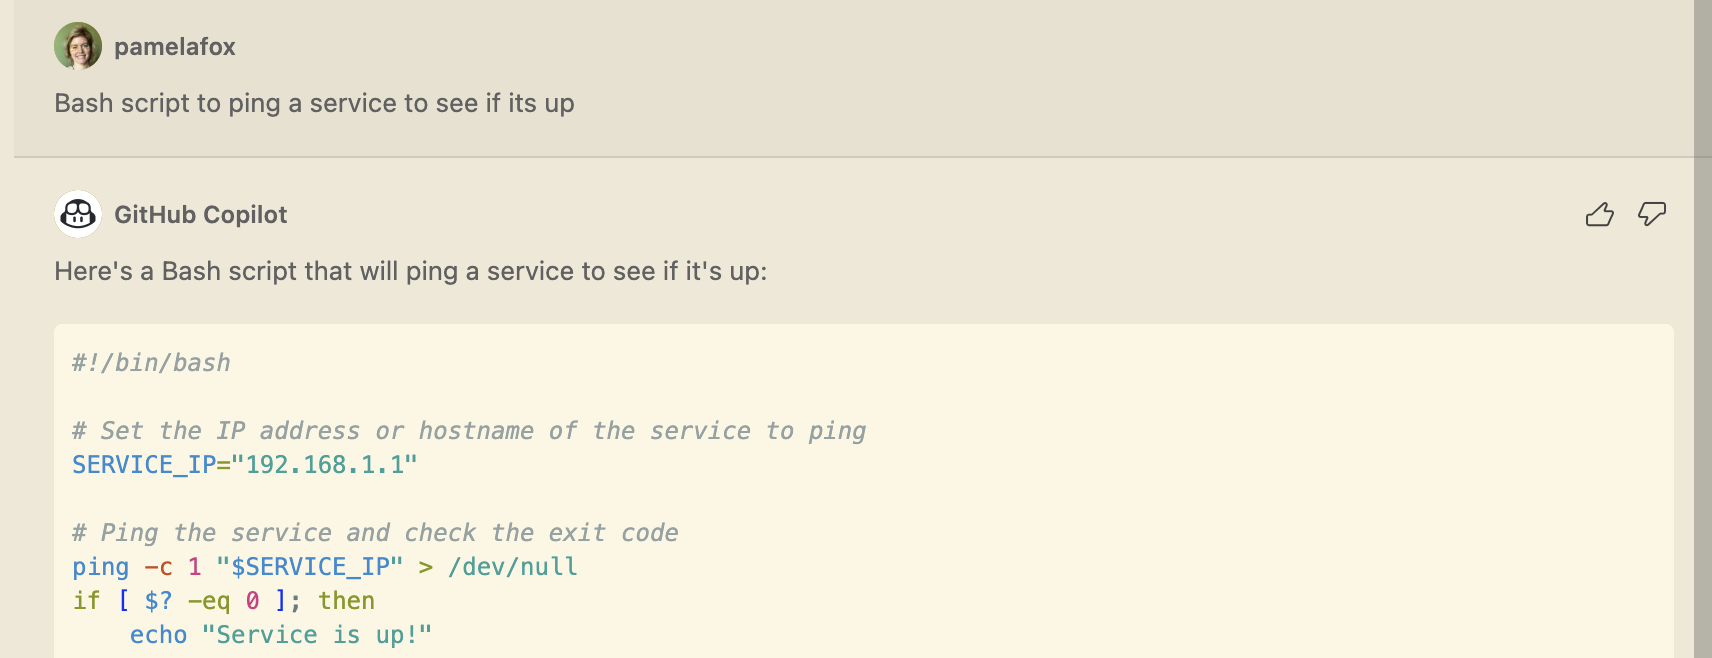 pamelafox
Bash script to ping a service to see if its up
GitHub Copilot
Here's a Bash script that will ping a service to see if it's up:
#!/bin/bash
# Set the IP address or hostname of the service to ping
SERVICE_IP="192.168.1.1"
# Ping the service and check the exit code
ping -c 1 "$SERVICE_IP" > /dev/null
if [ $? -eq 0 ]; then
    echo "Service is up!"